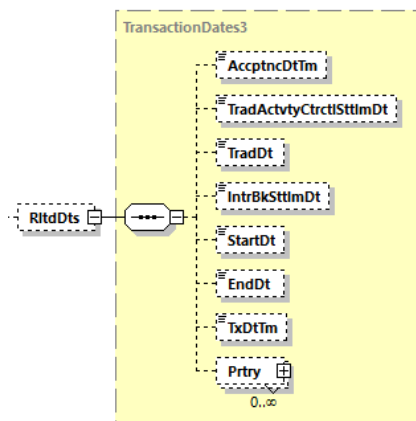 TransactionDates3
AccptncDtTm
TradActvtyCtrctlSttlmDt
TradDt
IntrBkSttlmDt
RltdDts
StartDt
EndDt
TxDtTm
Prtry
0..∞